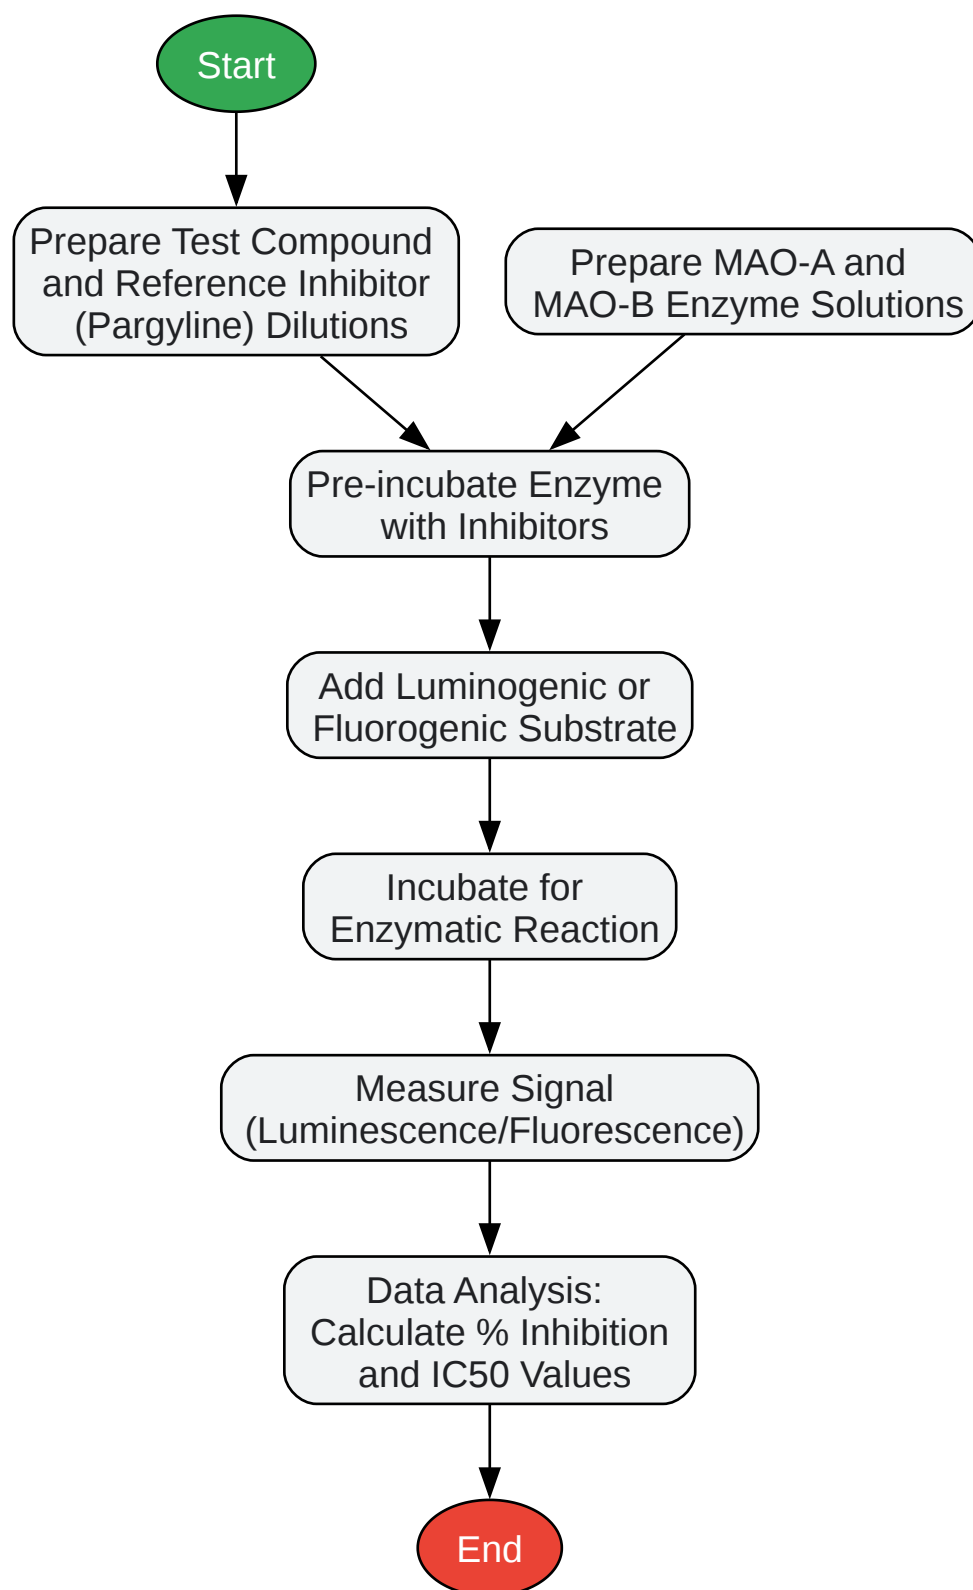 Start
Prepare Test Compound
and Reference Inhibitor
(Pargyline) Dilutions
Prepare MAO-A and
MAO-B Enzyme Solutions
Pre-incubate Enzyme
with Inhibitors
Add Luminogenic or
Fluorogenic Substrate
Incubate for
Enzymatic Reaction
Measure Signal
(Luminescence/Fluorescence)
Data Analysis:
Calculate % Inhibition
and IC50 Values
End